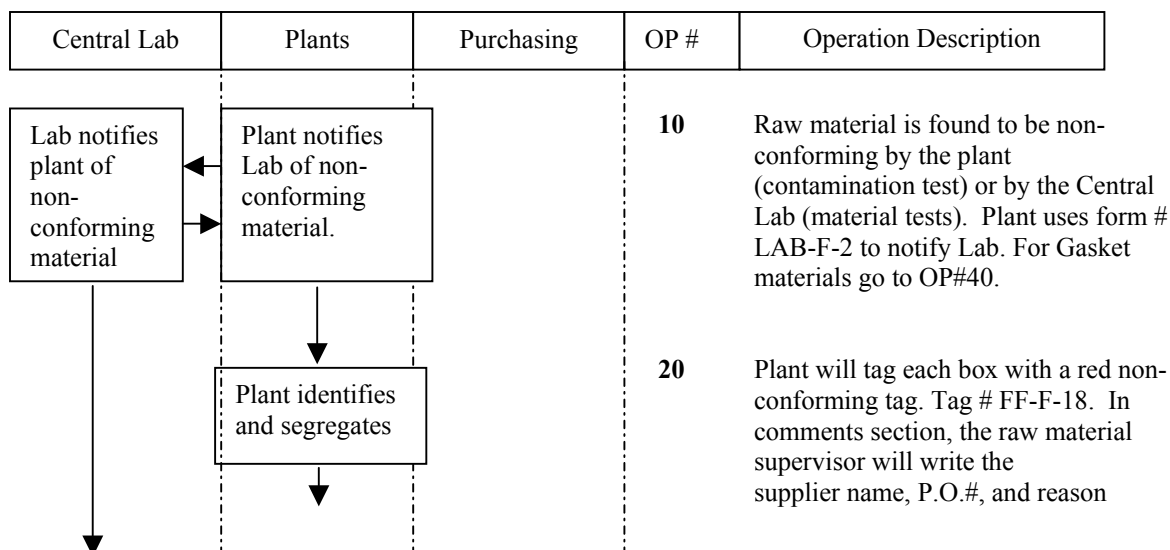 Central Lab
Plants
Purchasing
OP #
Operation Description
Lab notifies
plant of
non-
conforming
material
Plant notifies
Lab of non-
conforming
material.
10
Raw material is found to be non-
conforming by the plant
(contamination test) or by the Central
Lab (material tests).  Plant uses form #
LAB-F-2 to notify Lab. For Gasket
materials go to OP#40.
Plant identifies
and segregates
20
Plant will tag each box with a red non-
conforming tag. Tag # FF-F-18.  In
comments section, the raw material
supervisor will write the
supplier name, P.O.#, and reason